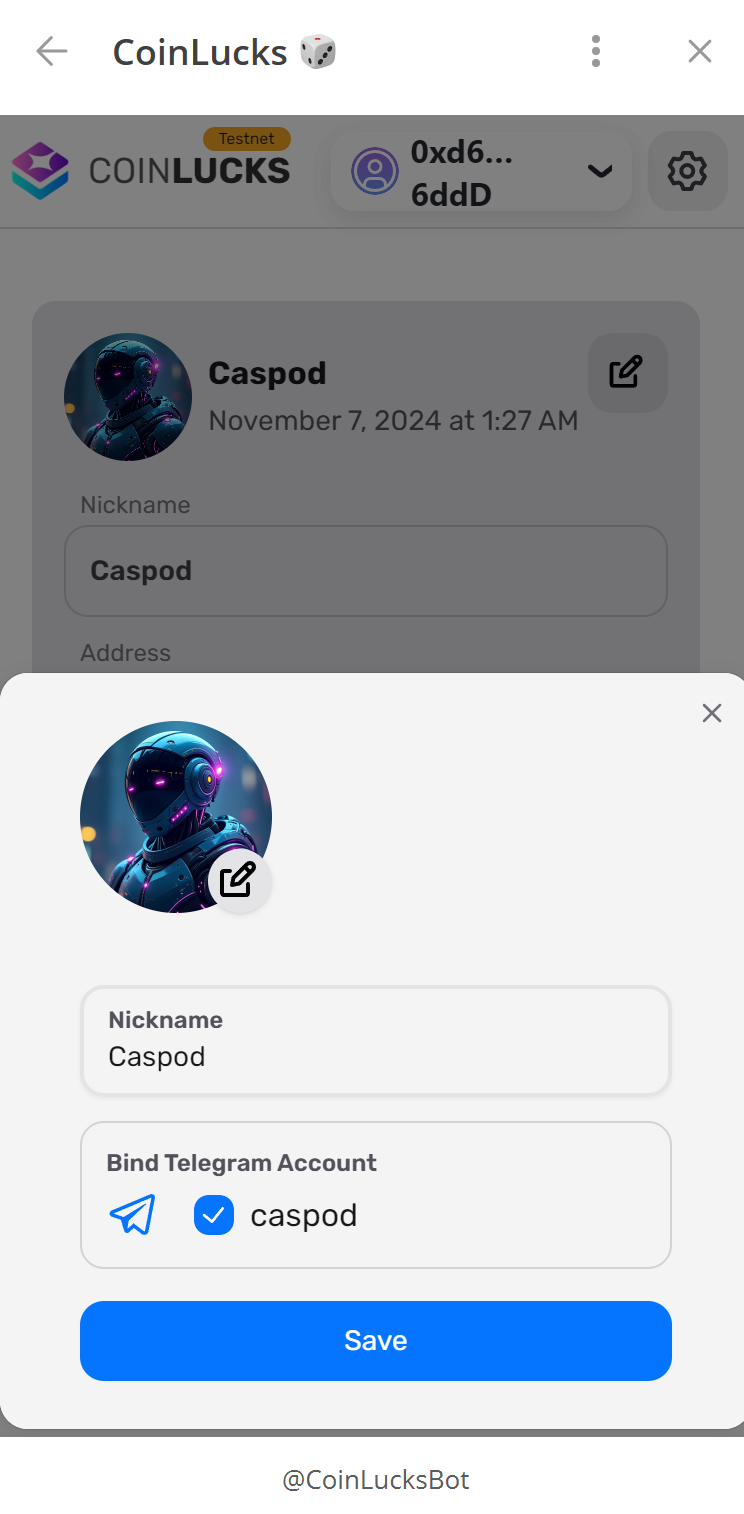 CoinLucks 🎲
Testnet
COINLUCKS
0xd6...
6ddD
Caspod
November 7, 2024 at 1:27 AM
Nickname
Caspod
Address
Nickname
Caspod
Bind Telegram Account
caspod
Save
@CoinLucksBot